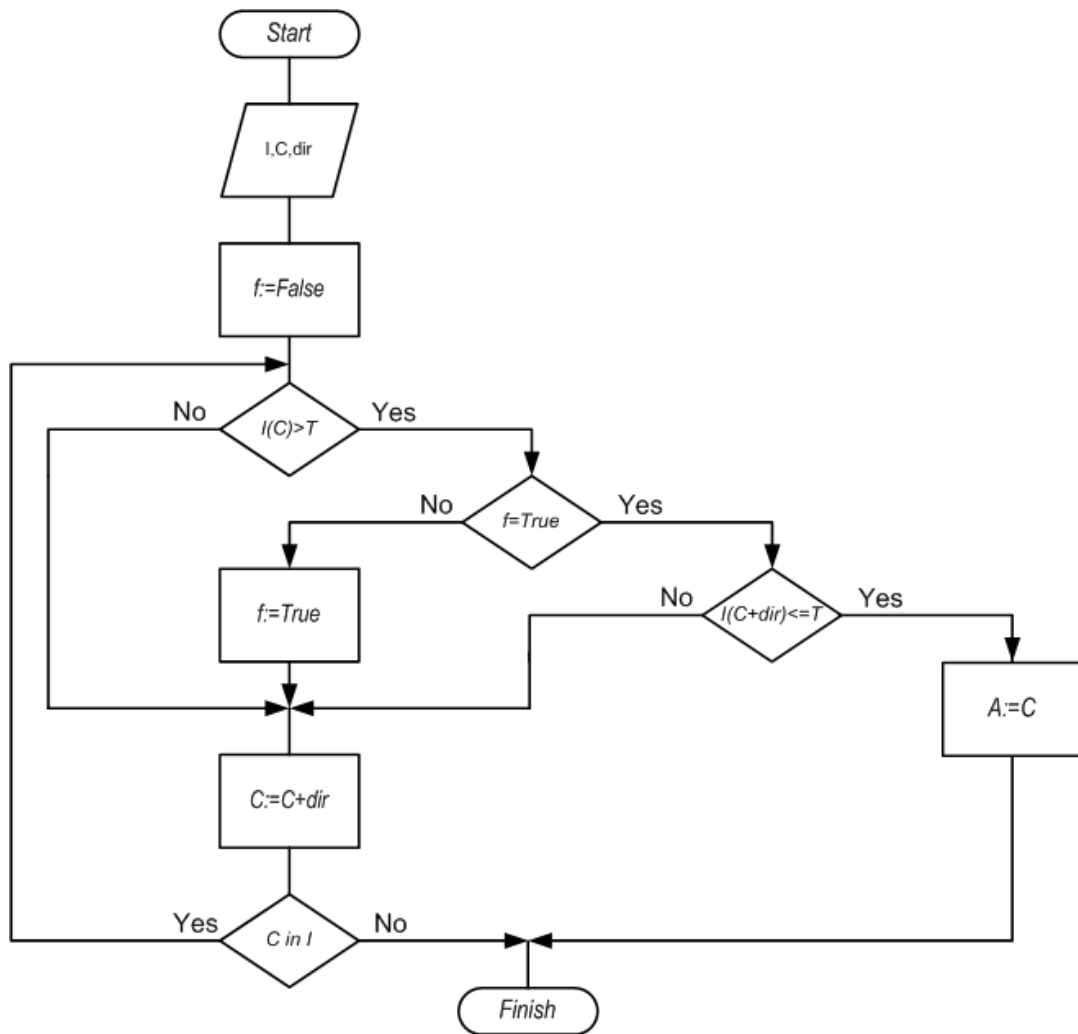 Start
I,C,dir
f:=False
No
I(C)>T
Yes
No
f=True
Yes
f:=True
No
I(C+dir)<=T
Yes
A:=C
C:=C+dir
Yes
C in I
No
Finish